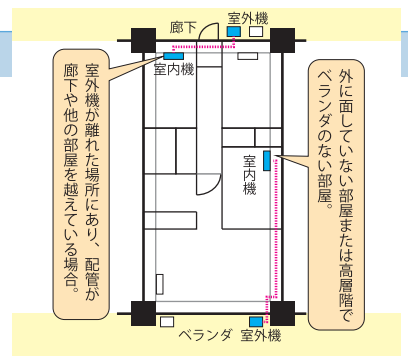 廊下
室外機
室内機
外に面していない部屋または高層階で
ベランダのない部屋。
室外機が離れた場所にあり、配管が
廊下や他の部屋を越えている場合。
室内機
ベランダ
室外機